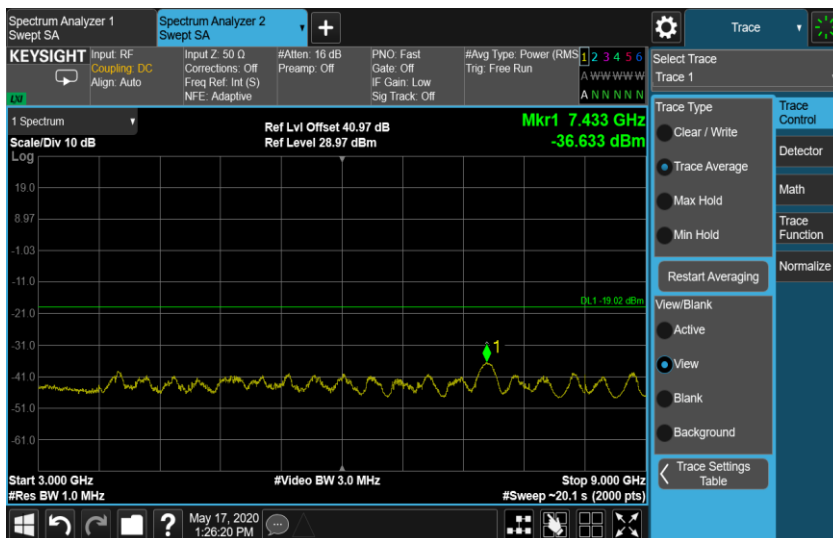 Spectrum Analyzer 1
Swept SA
Spectrum Analyzer 2
Swept SA
Trace
KEYSIGHT
Input: RF
Coupling: DC
Align: Auto
Input Z: 50 Ω
Corrections: Off
Freq Ref: Int (S)
NFE: Adaptive
#Atten: 16 dB
Preamp: Off
PNO: Fast
Gate: Off
IF Gain: Low
Sig Track: Off
#Avg Type: Power (RMS
Trig: Free Run
1 2 3 4 5 6
A W W W W W
A N N N N N
LXI
Select Trace
Trace 1
1 Spectrum
Scale/Div 10 dB
Log
Ref Lvl Offset 40.97 dB
Ref Level 28.97 dBm
Mkr1 7.433 GHz
-36.633 dBm
19.0
8.97
-1.03
-11.0
-21.0
-31.0
-41.0
-51.0
-61.0
DL1 -19.02 dBm
1
Start 3.000 GHz
#Res BW 1.0 MHz
#Video BW 3.0 MHz
Stop 9.000 GHz
#Sweep ~20.1 s (2000 pts)
Trace Type
Clear / Write
Trace Average
Max Hold
Min Hold
Restart Averaging
View/Blank
Active
View
Blank
Background
Trace Settings
Table
Trace
Control
Detector
Math
Trace
Function
Normalize
May 17, 2020
1:26:20 PM